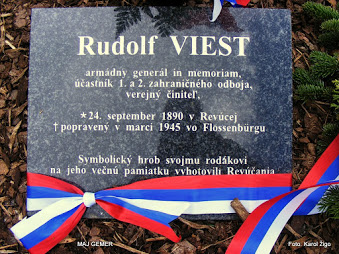 Rudolf VIEST
armádny generál in memoriam,
účastník 1. a 2. zahraničného odboja,
verejný činiteľ,
*24. september 1890 v Revúcej
†popravený v marci 1945 vo Flossenbürgu
Symbolický hrob svojmu rodákovi
na jeho večnú pamiatku vyhotovili Revúčania
MAJ GEMER
Foto: Karol Žigo